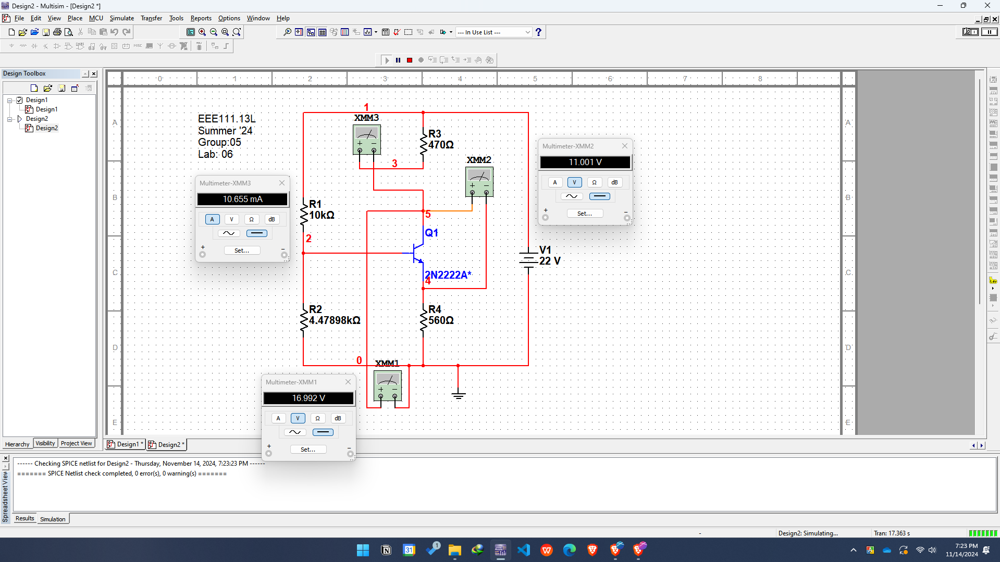 Design2 - Multisim - [Design2 *]
File Edit View Place MCU Simulate Transfer Tools Reports Options Window Help
--- In Use List ---
MISC
Design Toolbox
Design1
Design1
Design2
Design2
0 1 2 3 4 5 6 7 8
A
B
C
D
E
A
B
C
D
E
EEE111.13L
Summer '24
Group:05
Lab: 06
1
XMM3
+ −
R3
470Ω
3
XMM2
+ −
R1
10kΩ
5
2
Q1
2N2222A*
4
V1
22 V
R2
4.47898kΩ
R4
560Ω
0
XMM1
+ −
Multimeter-XMM3
10.655 mA
A V Ω dB
+ Set... −
Multimeter-XMM2
11.001 V
A V Ω dB
+ Set... −
Multimeter-XMM1
16.992 V
A V Ω dB
+ Set... −
Hierarchy Visibility Project View
Design1 * Design2 *
------ Checking SPICE netlist for Design2 - Thursday, November 14, 2024, 7:23:23 PM ------
======= SPICE Netlist check completed, 0 error(s), 0 warning(s) =======
Spreadsheet View
Results Simulation
- Design2: Simulating... Tran: 17.363 s
31
1
7:23 PM
11/14/2024